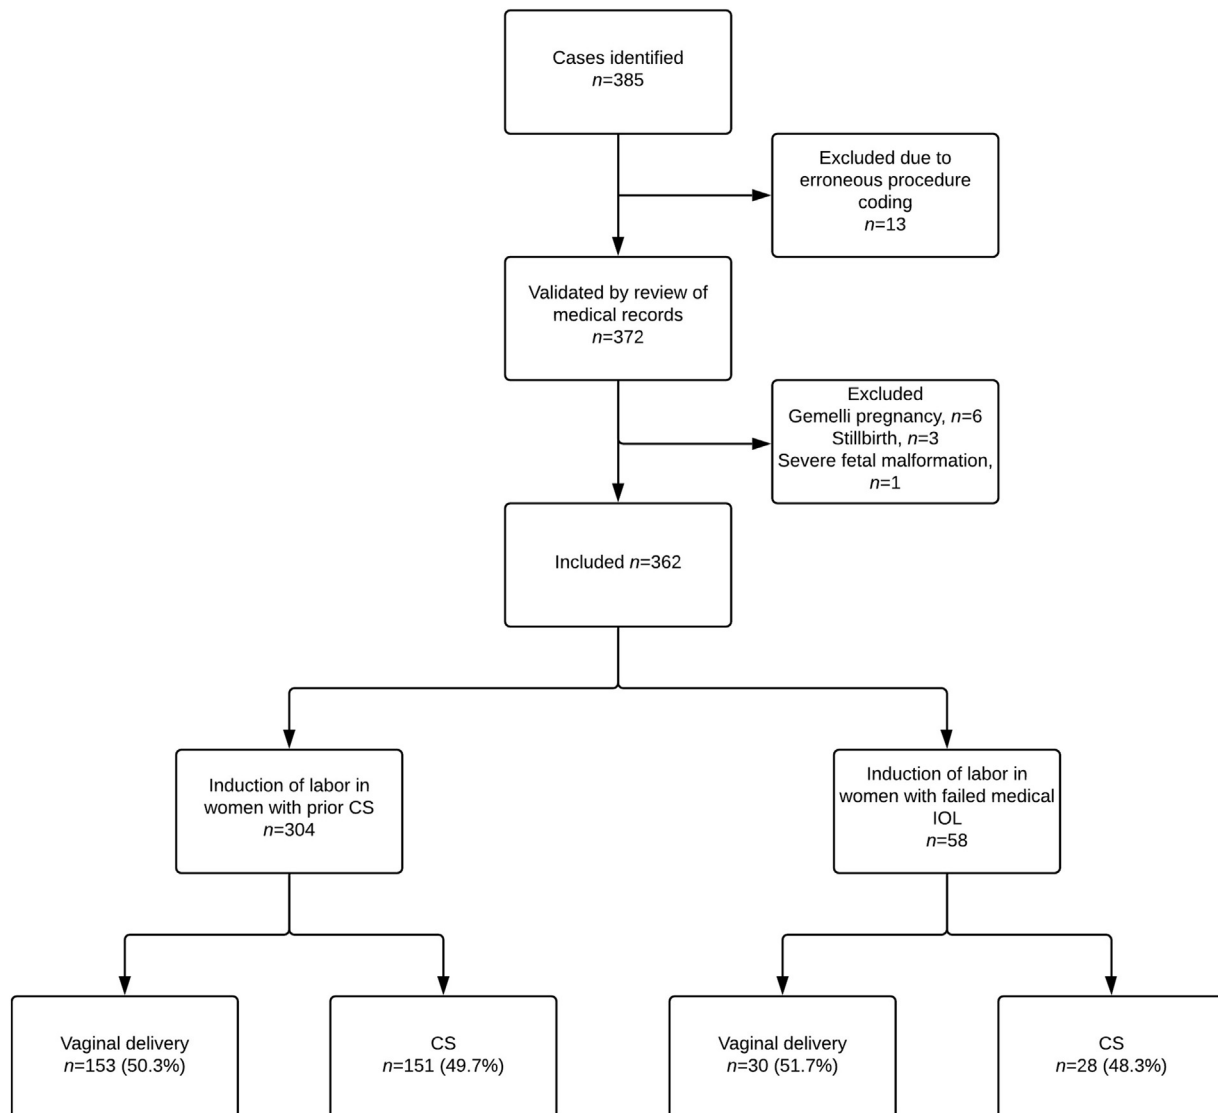 Cases identified
n=385
Excluded due to
erroneous procedure
coding
n=13
Validated by review of
medical records
n=372
Excluded
Gemelli pregnancy, n=6
Stillbirth, n=3
Severe fetal malformation,
n=1
Included n=362
Induction of labor in
women with prior CS
n=304
Induction of labor in
women with failed medical
IOL
n=58
Vaginal delivery
n=153 (50.3%)
CS
n=151 (49.7%)
Vaginal delivery
n=30 (51.7%)
CS
n=28 (48.3%)